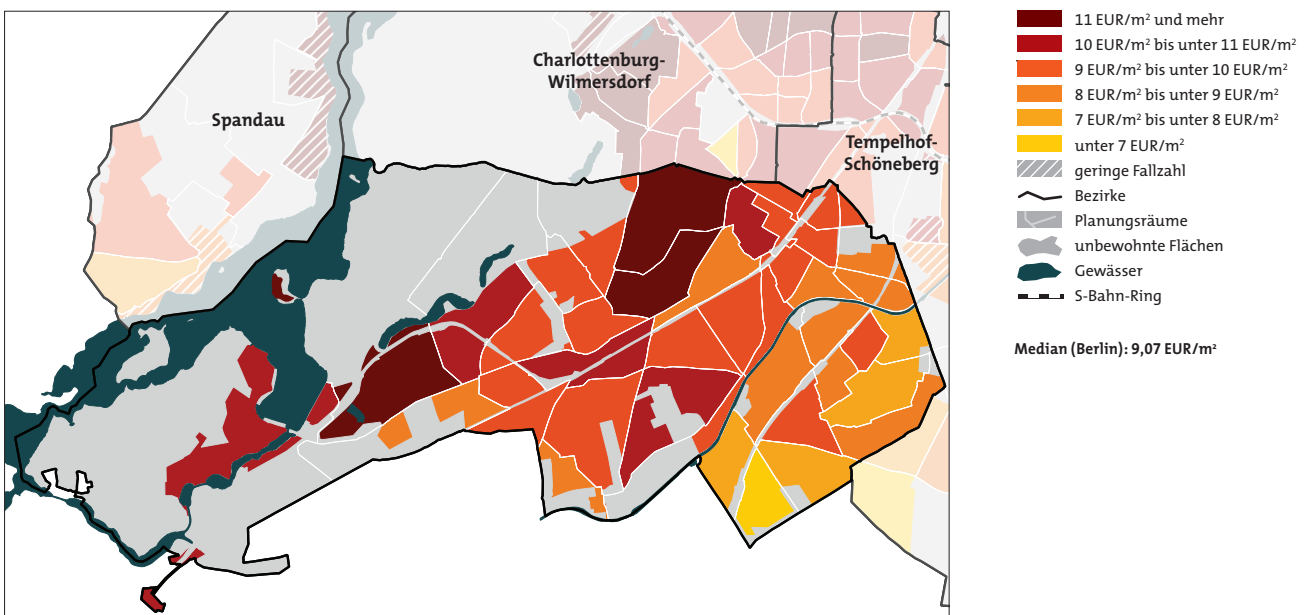 Spandau
Charlottenburg-
Wilmersdorf
Tempelhof-
Schöneberg
11 EUR/m² und mehr
10 EUR/m² bis unter 11 EUR/m²
9 EUR/m² bis unter 10 EUR/m²
8 EUR/m² bis unter 9 EUR/m²
7 EUR/m² bis unter 8 EUR/m²
unter 7 EUR/m²
geringe Fallzahl
Bezirke
Planungsräume
unbewohnte Flächen
Gewässer
S-Bahn-Ring
Median (Berlin): 9,07 EUR/m²